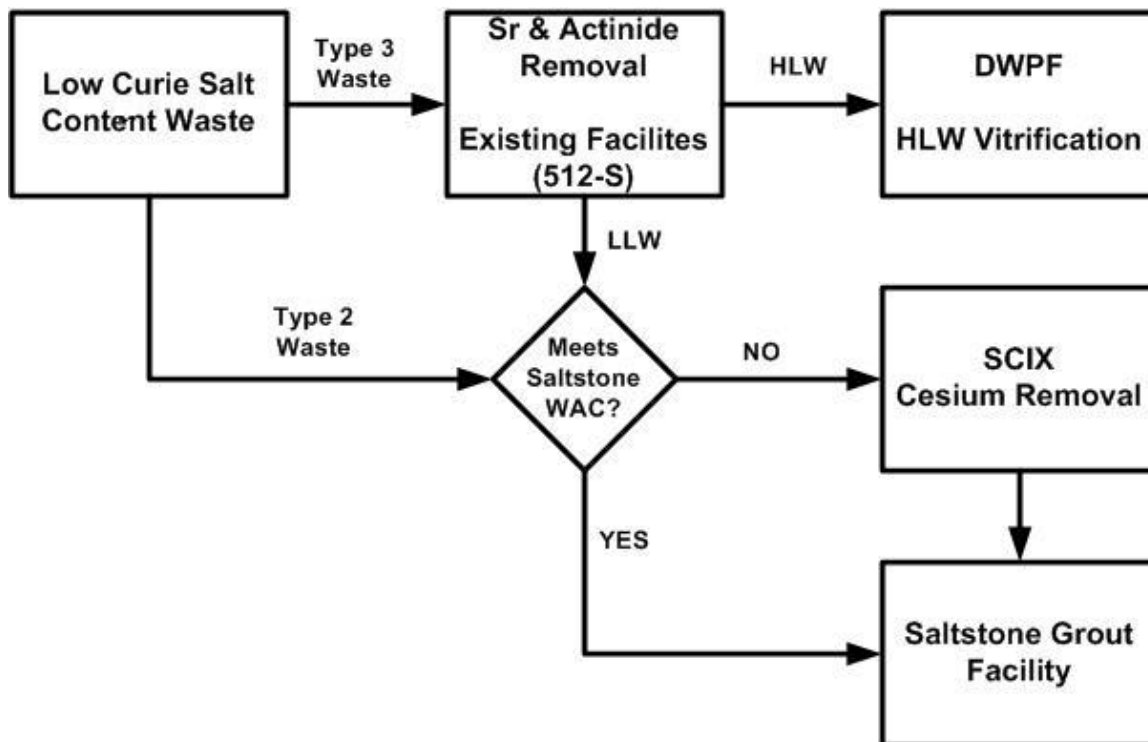 Low Curie Salt
Content Waste
Type 3
Waste
Sr & Actinide
Removal
Existing Facilites
(512-S)
HLW
DWPF
HLW Vitrification
LLW
Type 2
Waste
Meets
Saltstone
WAC?
NO
SCIX
Cesium Removal
YES
Saltstone Grout
Facility